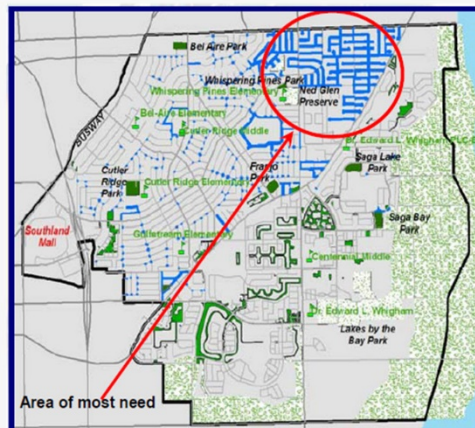 Bel Aire Park
Whispering Pines Park
Whispering Pines Elementary
Ned Glen
Preserve
BUSWAY
Bel-Aire Elementary
Cutler Ridge Middle
Dr. Edward L. Whigham
Saga Lake
Park
Franjo
Park
Cutler
Ridge
Park
Cutler Ridge Elementary
Saga Bay
Park
Southland
Mall
Gulfstream Elementary
Centennial Middle
Dr. Edward L. Whigham
Lakes by the
Bay Park
Area of most need